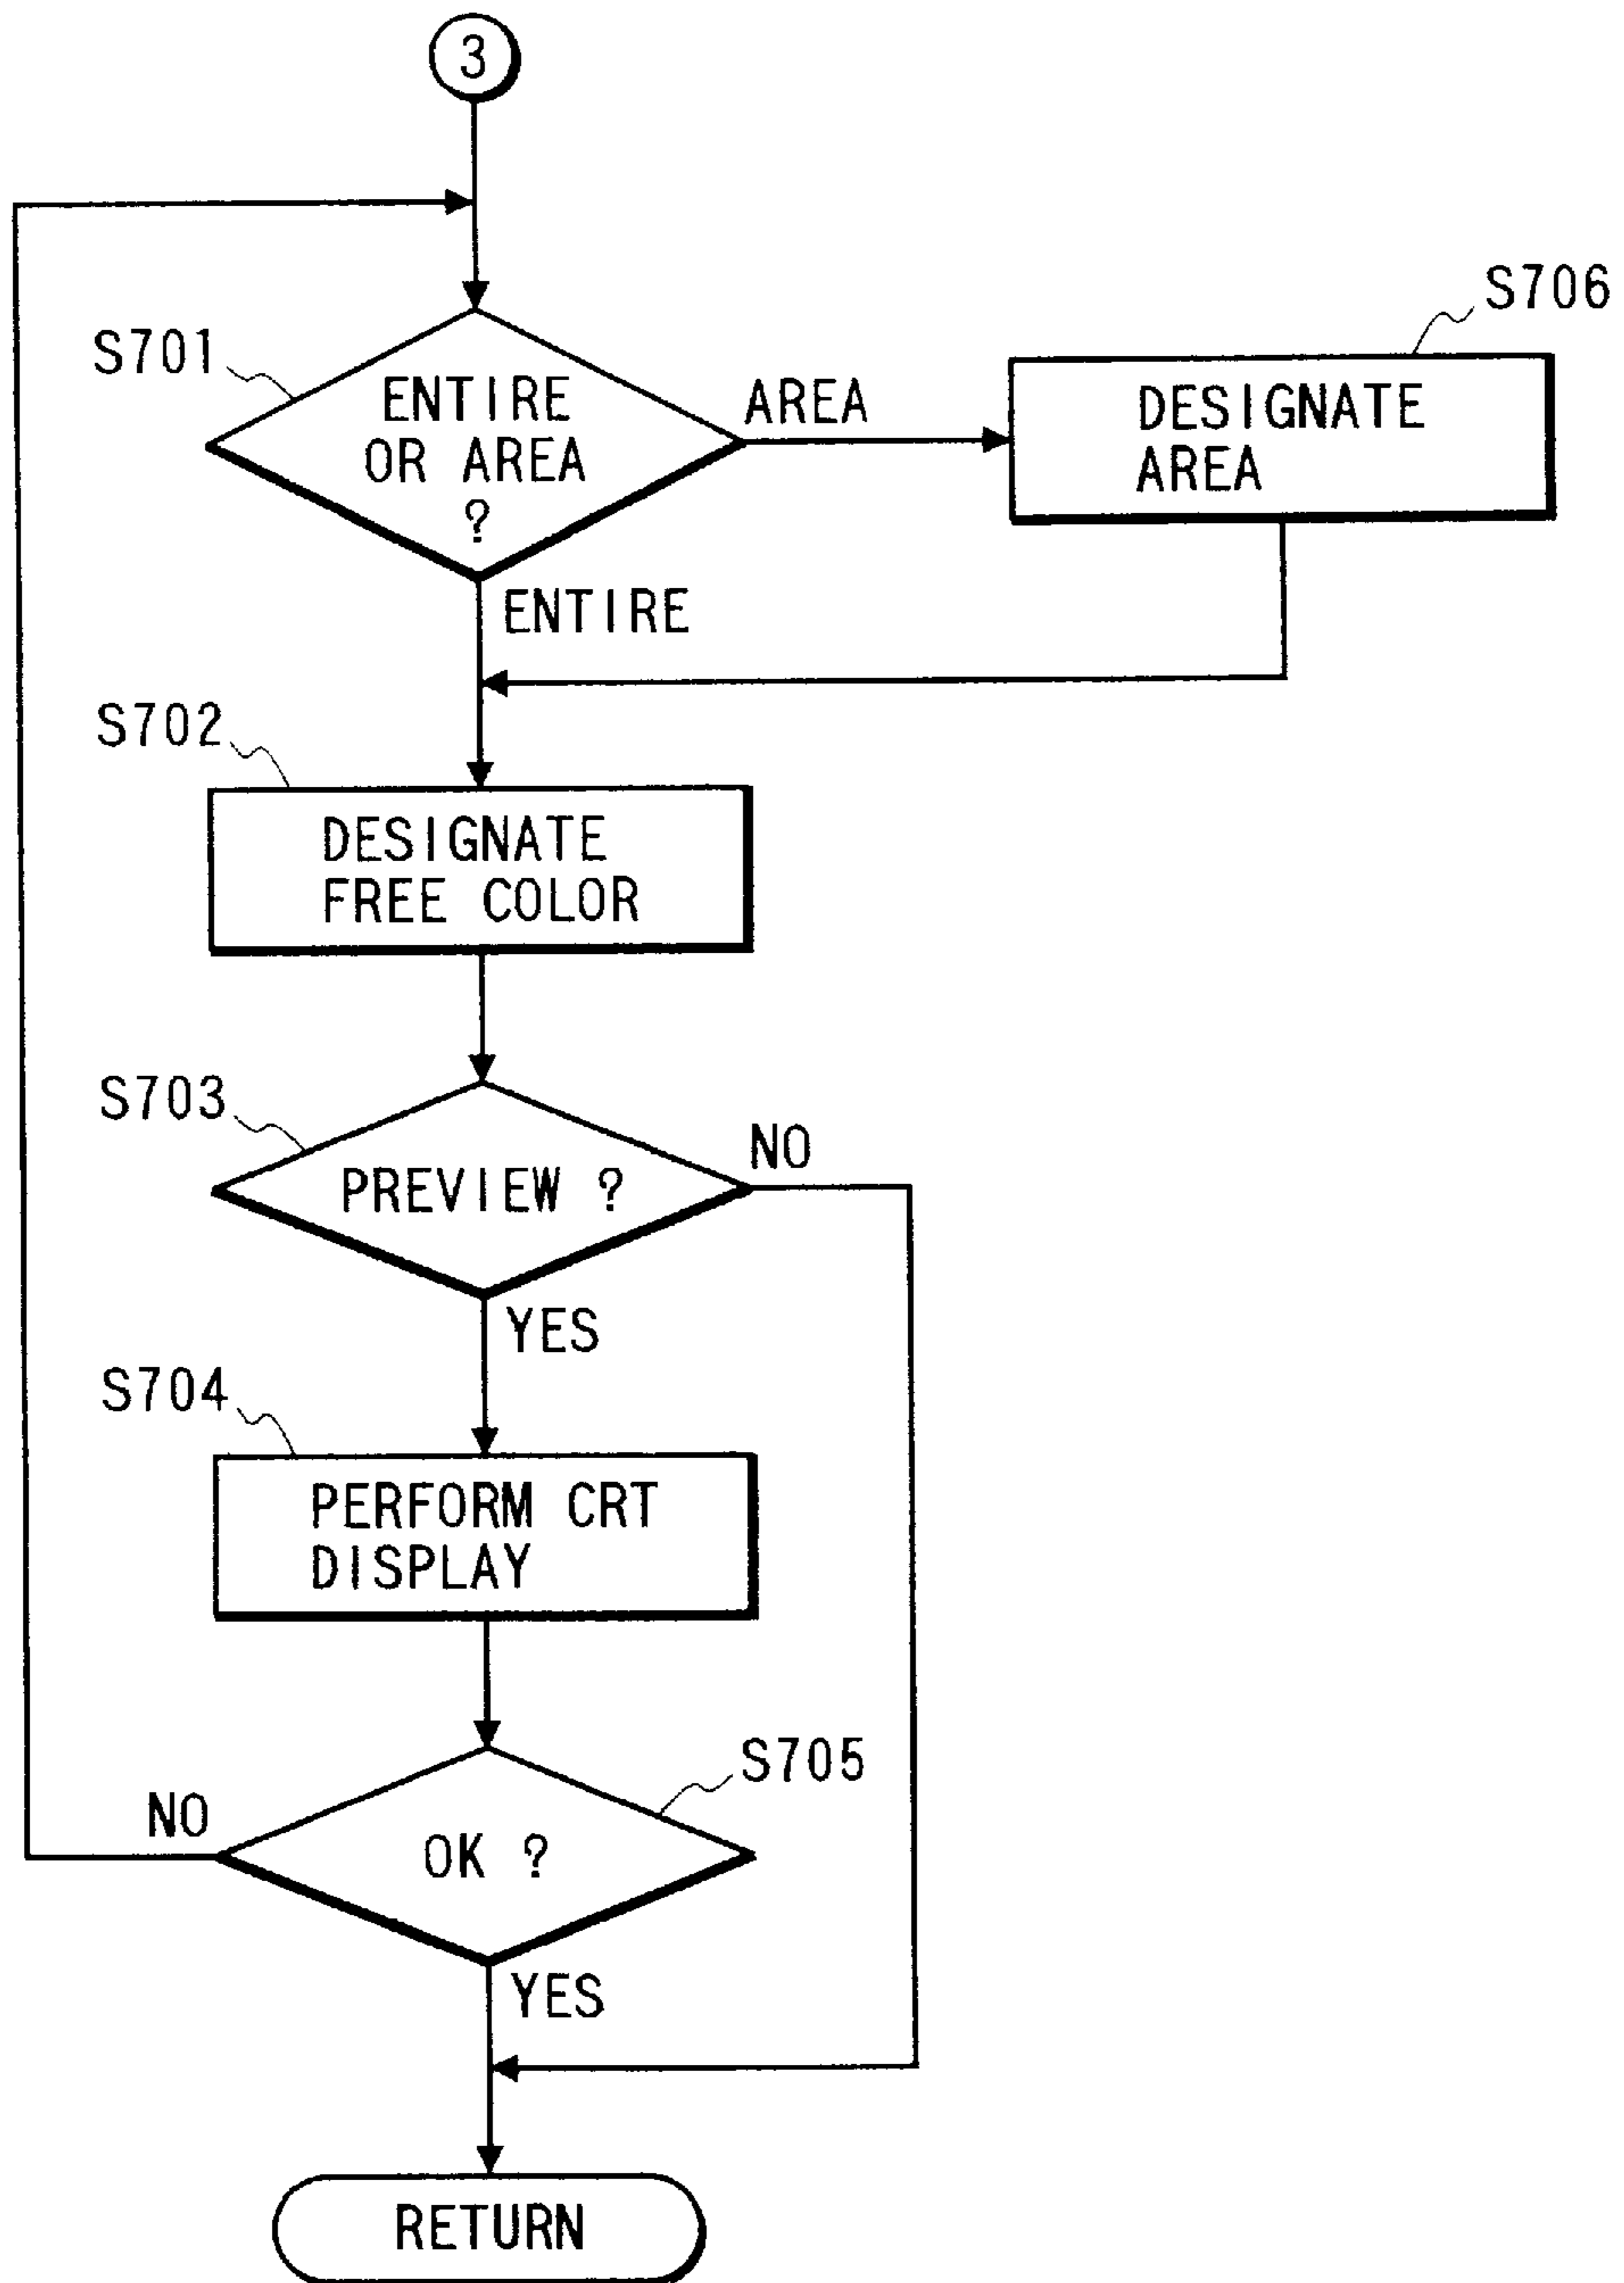 3
S701
ENTIRE
OR AREA
?
AREA
S706
DESIGNATE
AREA
ENTIRE
S702
DESIGNATE
FREE COLOR
S703
PREVIEW ?
NO
YES
S704
PERFORM CRT
DISPLAY
S705
NO
OK ?
YES
RETURN